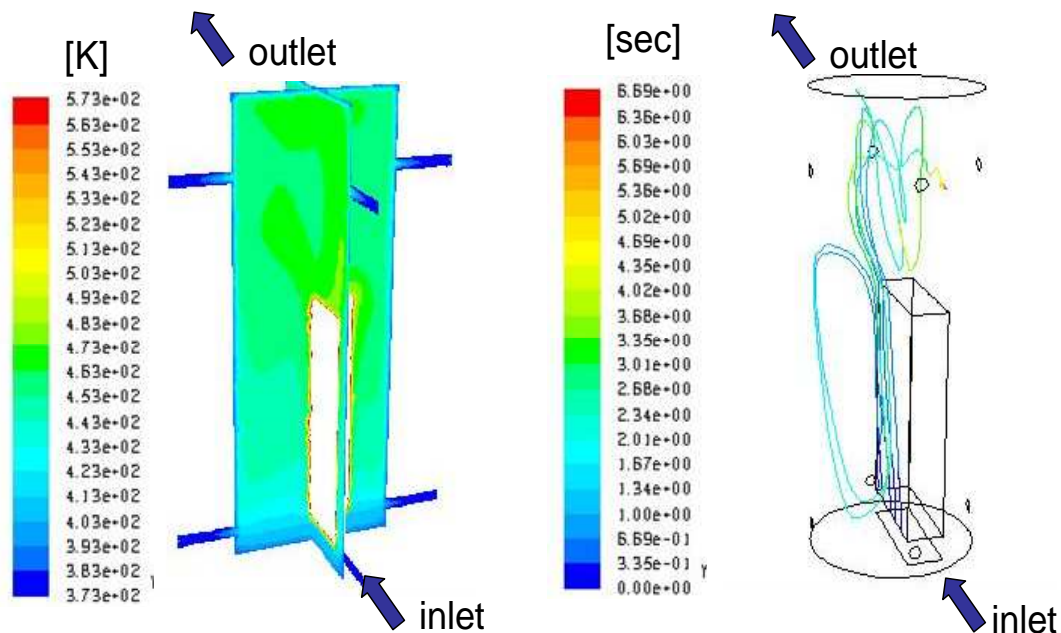 [K]
outlet
5.73e+02
5.63e+02
5.53e+02
5.43e+02
5.33e+02
5.23e+02
5.13e+02
5.03e+02
4.93e+02
4.83e+02
4.73e+02
4.63e+02
4.53e+02
4.43e+02
4.33e+02
4.23e+02
4.13e+02
4.03e+02
3.93e+02
3.83e+02
3.73e+02
Y
inlet
[sec]
outlet
6.69e+00
6.36e+00
6.03e+00
5.69e+00
5.36e+00
5.02e+00
4.69e+00
4.35e+00
4.02e+00
3.68e+00
3.35e+00
3.01e+00
2.68e+00
2.34e+00
2.01e+00
1.67e+00
1.34e+00
1.00e+00
6.69e-01
3.35e-01
0.00e+00
Y
inlet